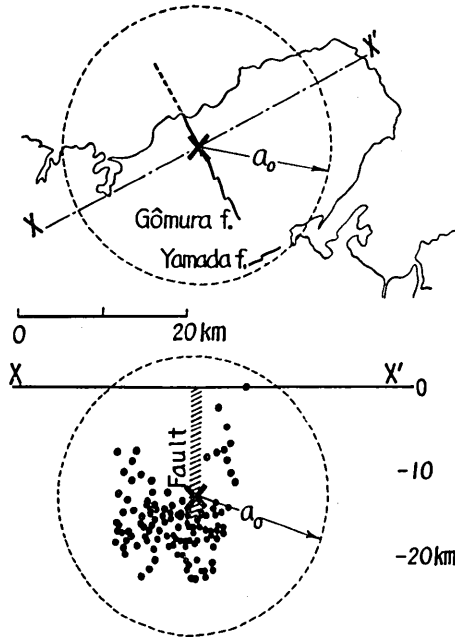 X'
a₀
Gômura f.
X
Yamada f.
0 20 km
X X' 0
Fault
-10
a₀
-20km